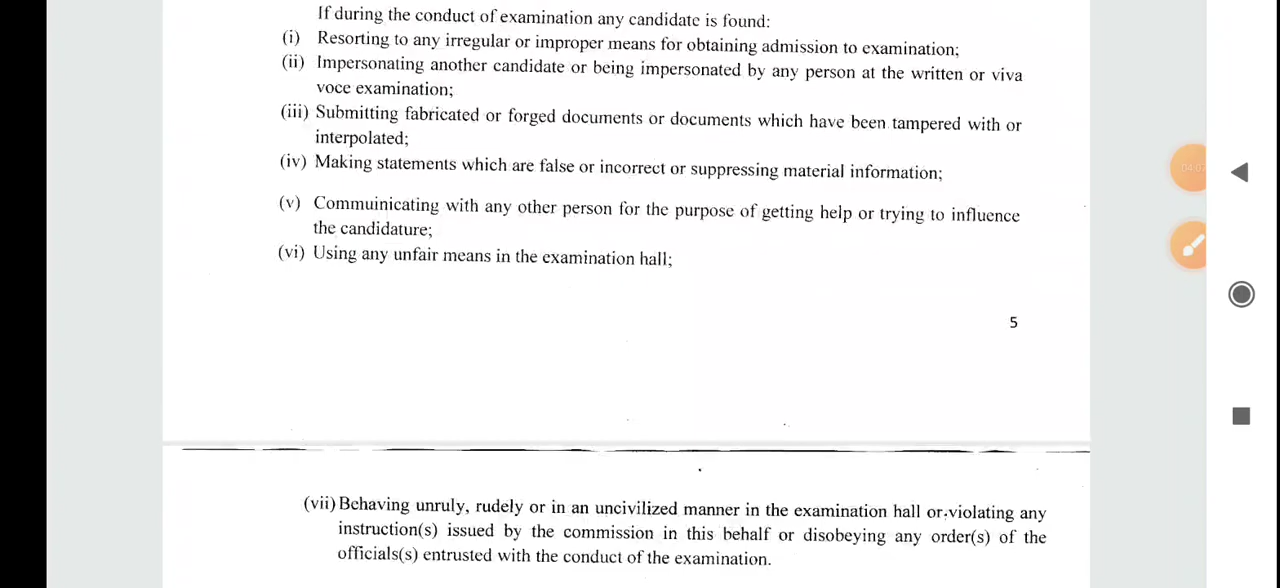 If during the conduct of examination any candidate is found:
(i) Resorting to any irregular or improper means for obtaining admission to examination;
(ii) Impersonating another candidate or being impersonated by any person at the written or viva
voce examination;
(iii) Submitting fabricated or forged documents or documents which have been tampered with or
interpolated;
(iv) Making statements which are false or incorrect or suppressing material information;
(v) Commuinicating with any other person for the purpose of getting help or trying to influence
the candidature;
(vi) Using any unfair means in the examination hall;
5
(vii) Behaving unruly, rudely or in an uncivilized manner in the examination hall or violating any
instruction(s) issued by the commission in this behalf or disobeying any order(s) of the
officials(s) entrusted with the conduct of the examination.